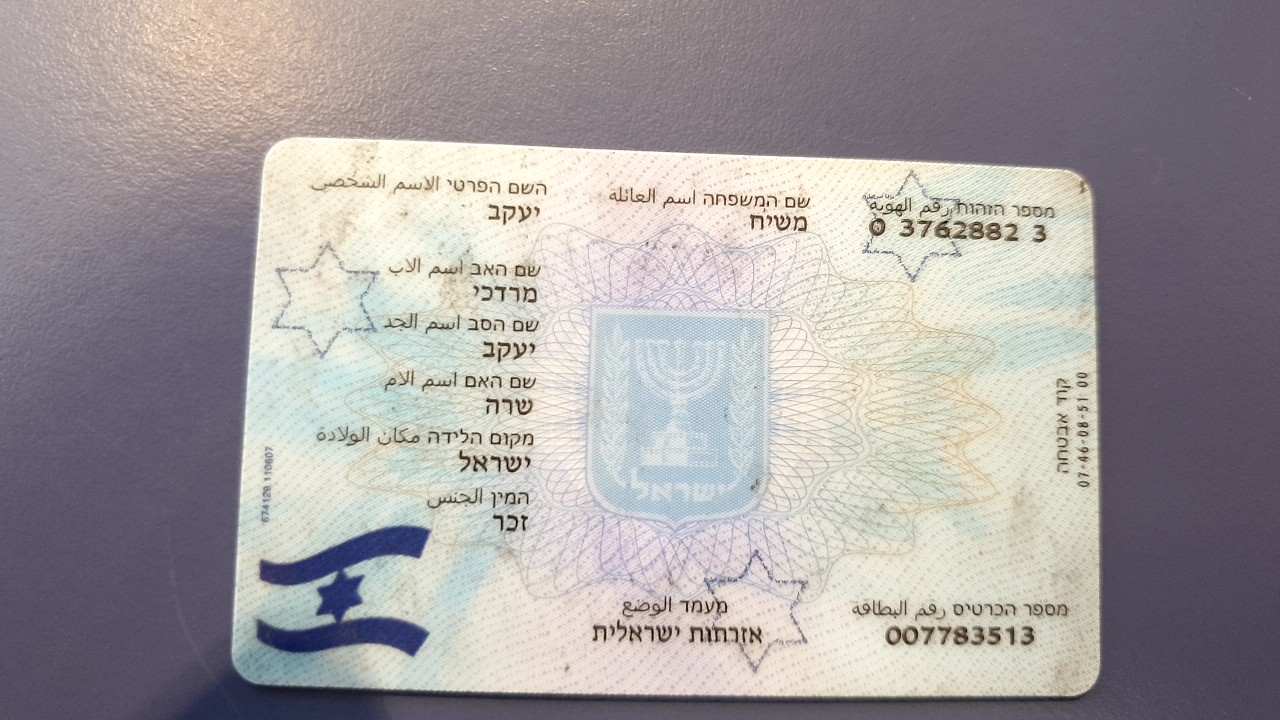 מספר הזהות رقم الهوية
0 3762882 3
שם המשפחה اسم العائلة
משיח
השם הפרטי الاسم الشخصي
יעקב
שם האב اسم الاب
מרדכי
שם הסב اسم الجد
יעקב
שם האם اسم الام
שרה
מקום הלידה مكان الولادة
ישראל
המין الجنس
זכר
ישראל
מעמד الوضع
אזרחות ישראלית
מספר הכרטיס رقم البطاقة
007783513
קוד אבטחה
07-46-08-51 00